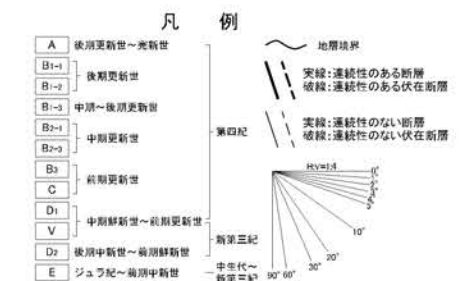 凡 例
A 後期更新世～完新世
B1-1
B1-2
後期更新世
B1-3 中期～後期更新世
B2-1
B2-3
中期更新世
B3
C
前期更新世
D1
V
中期鮮新世～前期更新世
D2 後期中新世～前期鮮新世
E ジュラ紀～前期中新世
第四紀
新第三紀
中生代～
新第三紀
地層境界
実線:連続性のある断層
破線:連続性のある伏在断層
実線:連続性のない断層
破線:連続性のない伏在断層
H:V=1:4
0°
10°
20°
30°
90° 60°